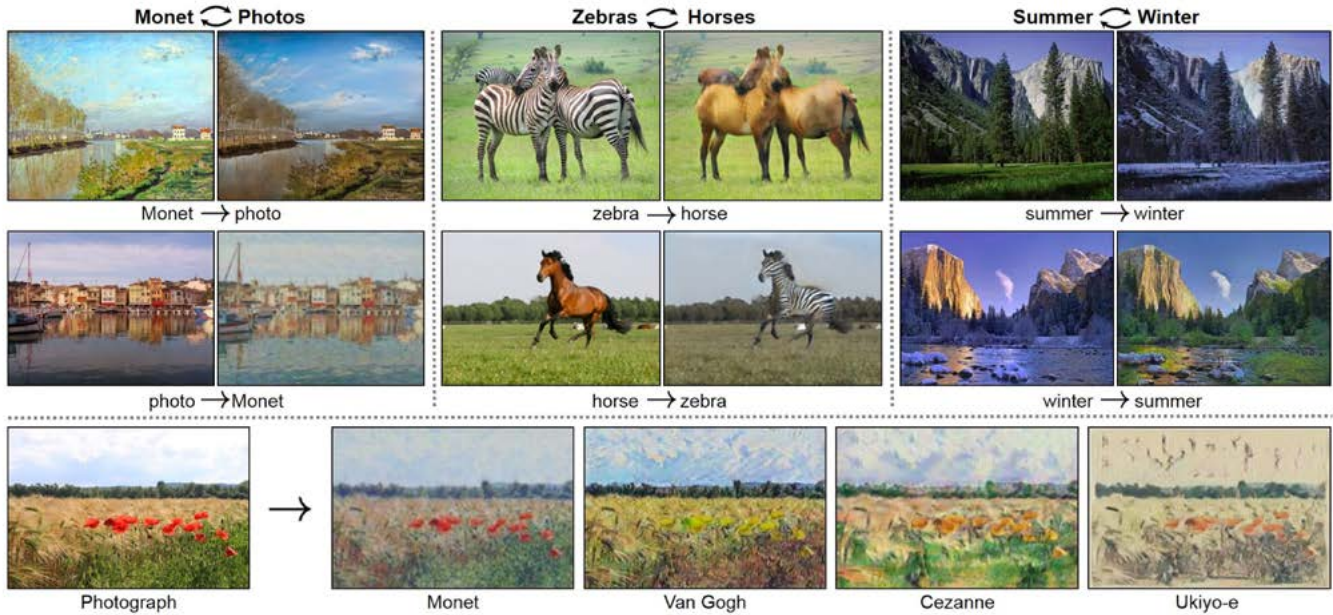 Monet Photos
Zebras Horses
Summer Winter
Monet → photo
zebra → horse
summer → winter
photo → Monet
horse → zebra
winter → summer
Photograph
Monet
Van Gogh
Cezanne
Ukiyo-e